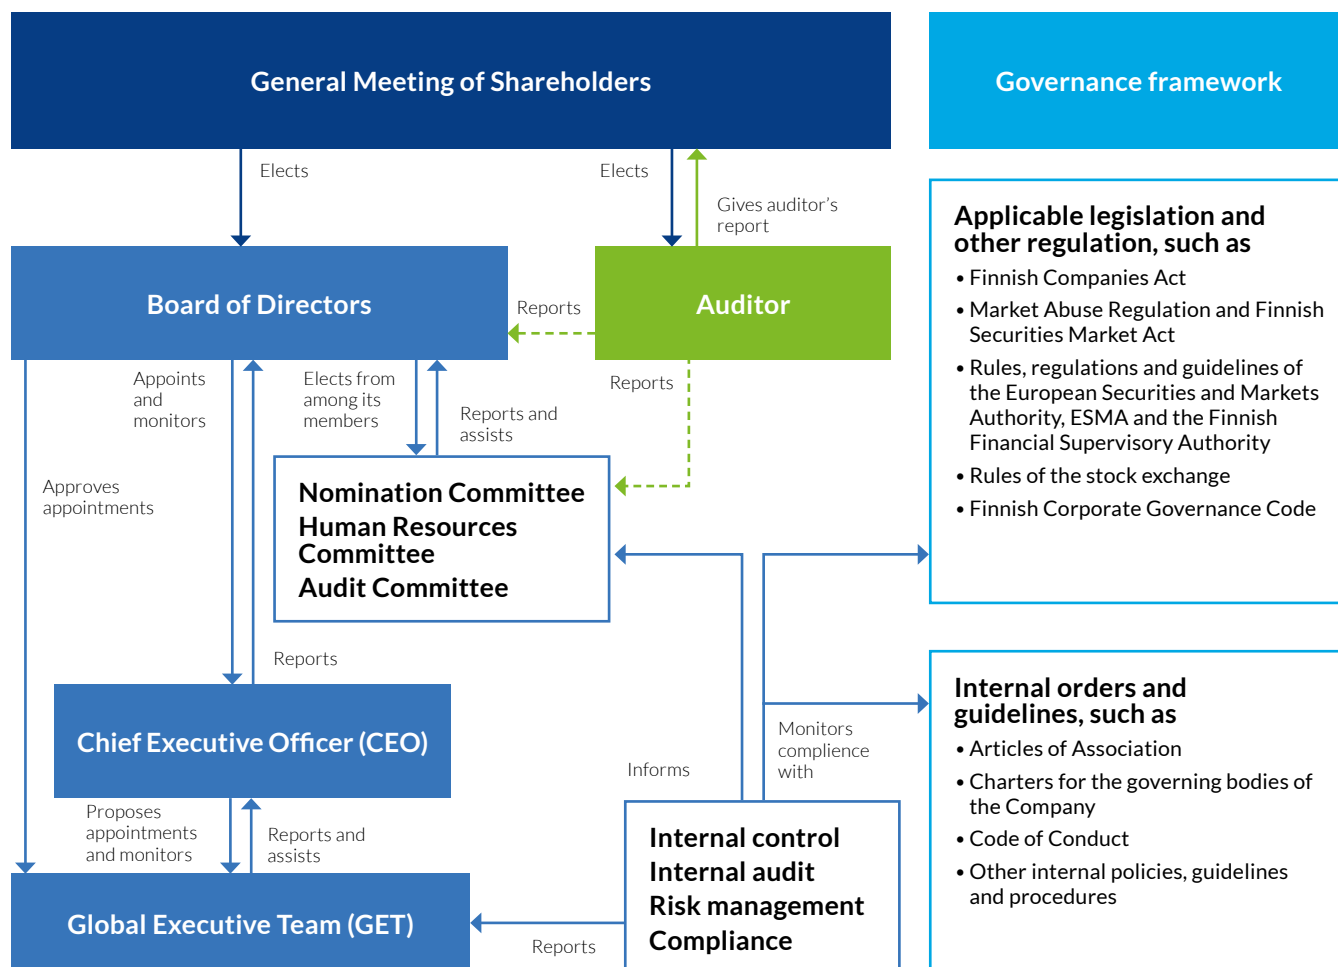 General Meeting of Shareholders
Governance framework
Elects
Elects
Gives auditor's
report
Board of Directors
Reports
Auditor
Applicable legislation and
other regulation, such as
• Finnish Companies Act
• Market Abuse Regulation and Finnish
Securities Market Act
• Rules, regulations and guidelines of
the European Securities and Markets
Authority, ESMA and the Finnish
Financial Supervisory Authority
• Rules of the stock exchange
• Finnish Corporate Governance Code
Appoints
and
monitors
Elects from
among its
members
Reports and
assists
Reports
Approves
appointments
Nomination Committee
Human Resources
Committee
Audit Committee
Reports
Chief Executive Officer (CEO)
Informs
Monitors
complience
with
Internal orders and
guidelines, such as
• Articles of Association
• Charters for the governing bodies of
the Company
• Code of Conduct
• Other internal policies, guidelines
and procedures
Proposes
appointments
and monitors
Reports and
assists
Internal control
Internal audit
Risk management
Compliance
Global Executive Team (GET)
Reports